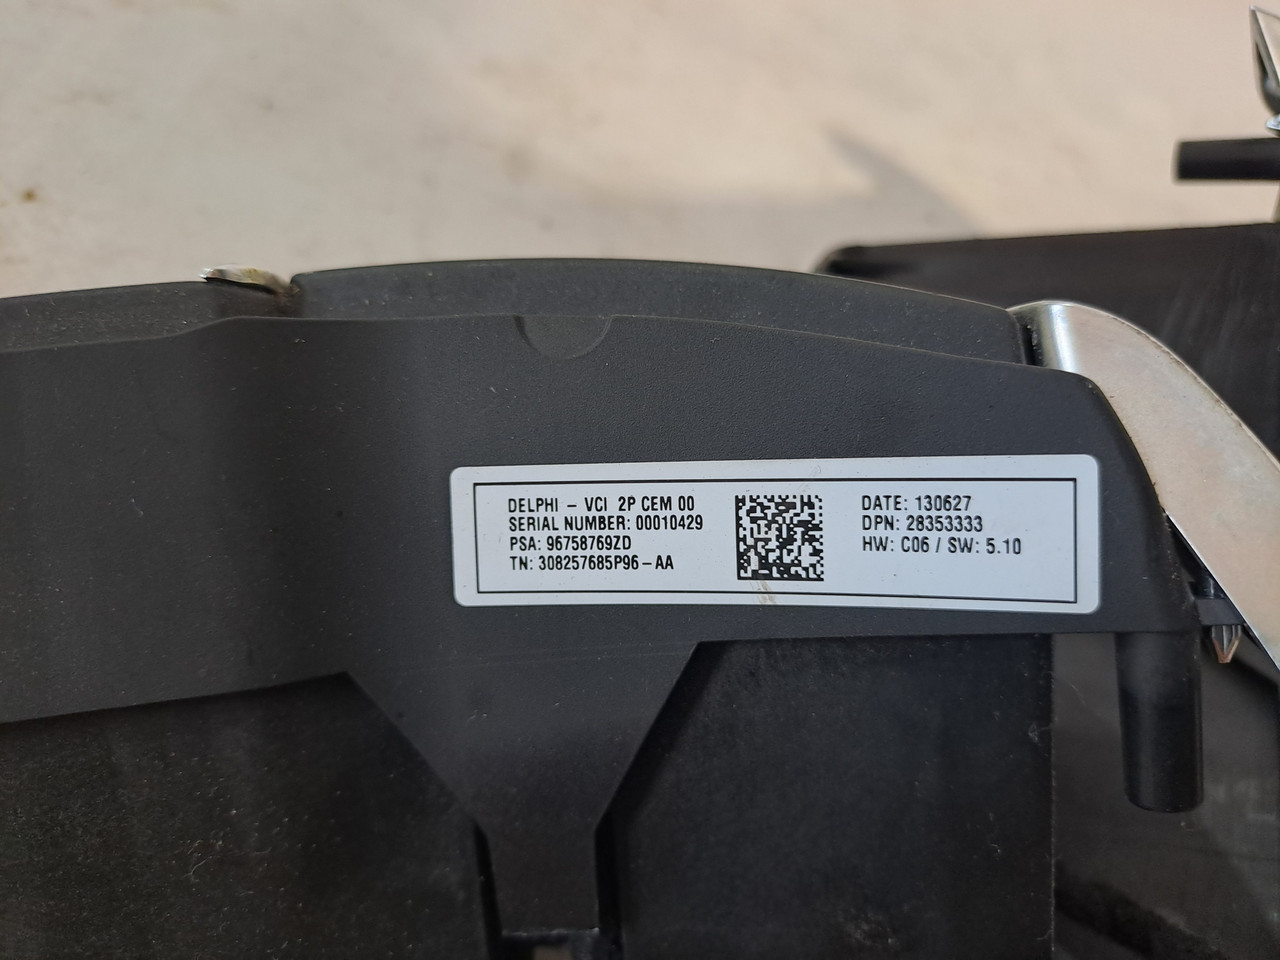 DELPHI - VCI 2P CEM 00
SERIAL NUMBER: 00010429
PSA: 96758769ZD
TN: 308257685P96-AA
DATE: 130627
DPN: 28353333
HW: C06 / SW: 5.10